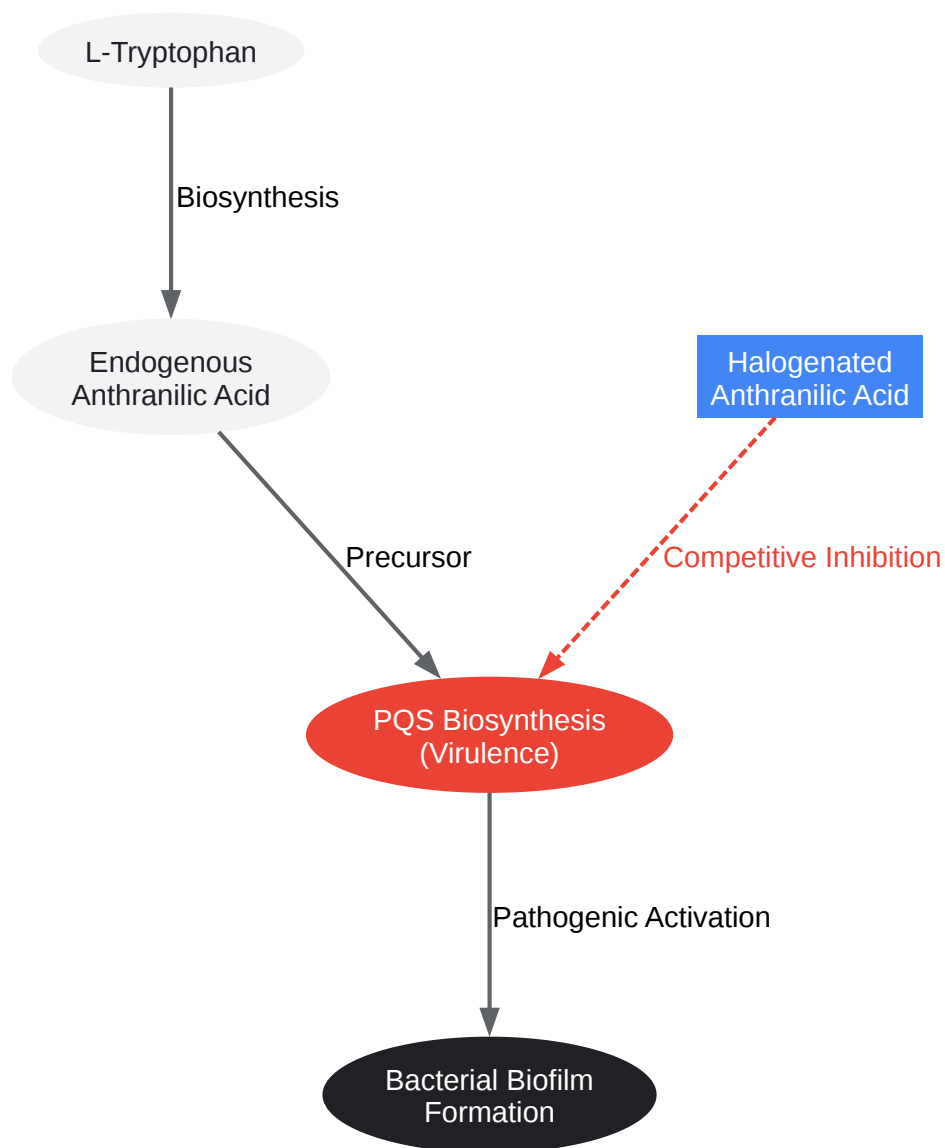 L-Tryptophan
Biosynthesis
Endogenous
Anthranilic Acid
Halogenated
Anthranilic Acid
Precursor
Competitive Inhibition
PQS Biosynthesis
(Virulence)
Pathogenic Activation
Bacterial Biofilm
Formation